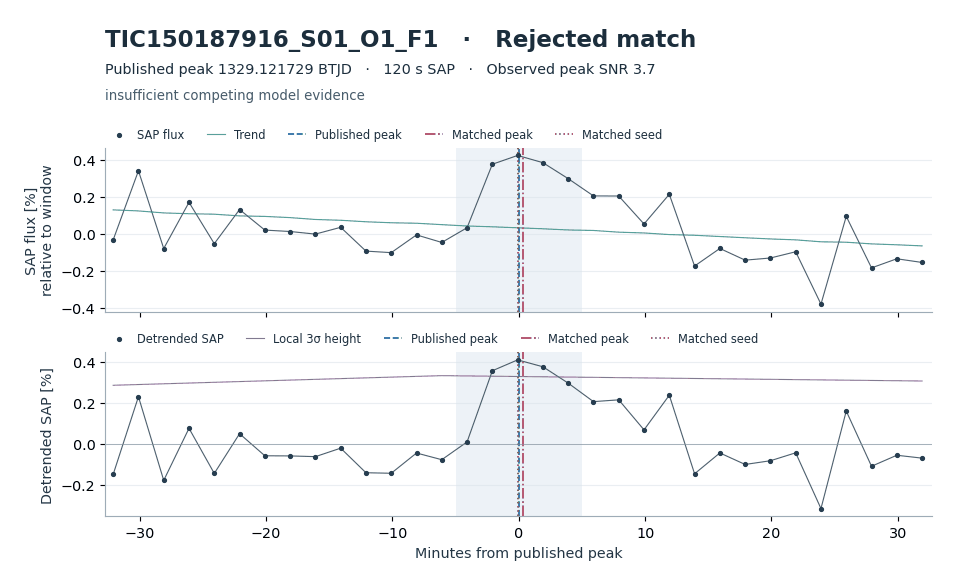 TIC150187916_S01_O1_F1 · Rejected match
Published peak 1329.121729 BTJD · 120 s SAP · Observed peak SNR 3.7
insufficient competing model evidence
SAP flux Trend Published peak Matched peak Matched seed
SAP flux [%]
relative to window
0.4
0.2
0.0
−0.2
−0.4
Detrended SAP Local 3σ height Published peak Matched peak Matched seed
Detrended SAP [%]
0.4
0.2
0.0
−0.2
−30 −20 −10 0 10 20 30
Minutes from published peak